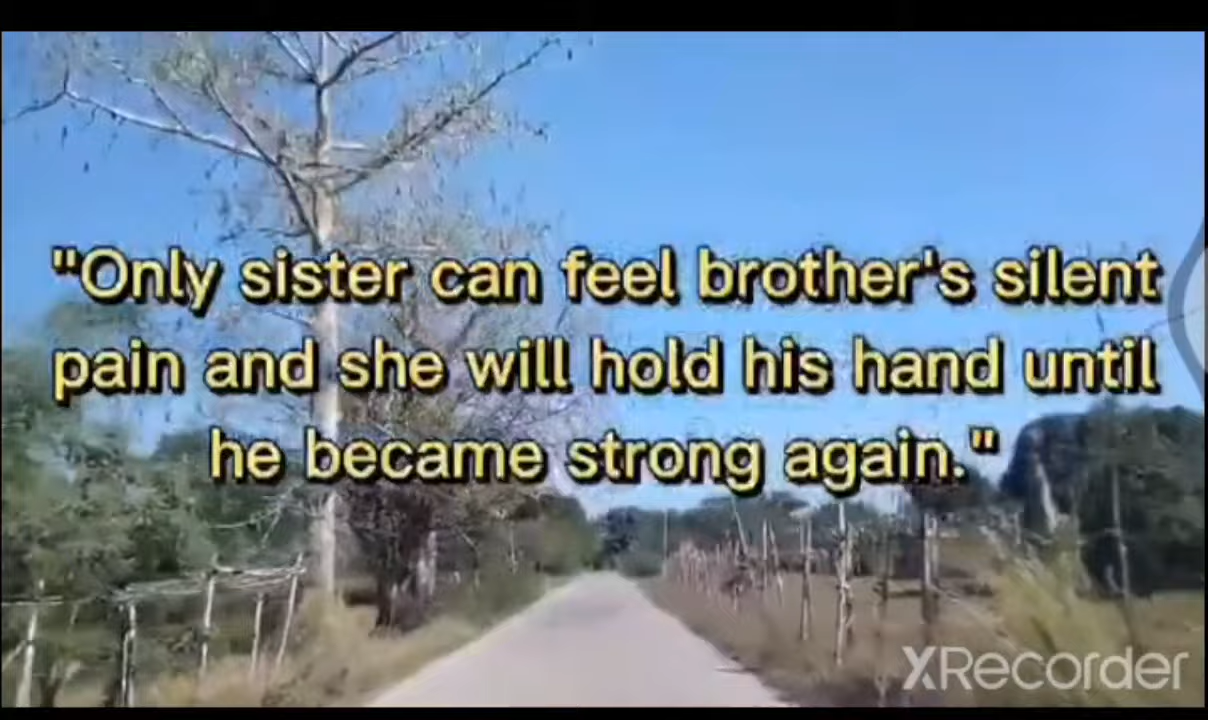 "Only sister can feel brother's silent
pain and she will hold his hand until
he became strong again."
XRecorder